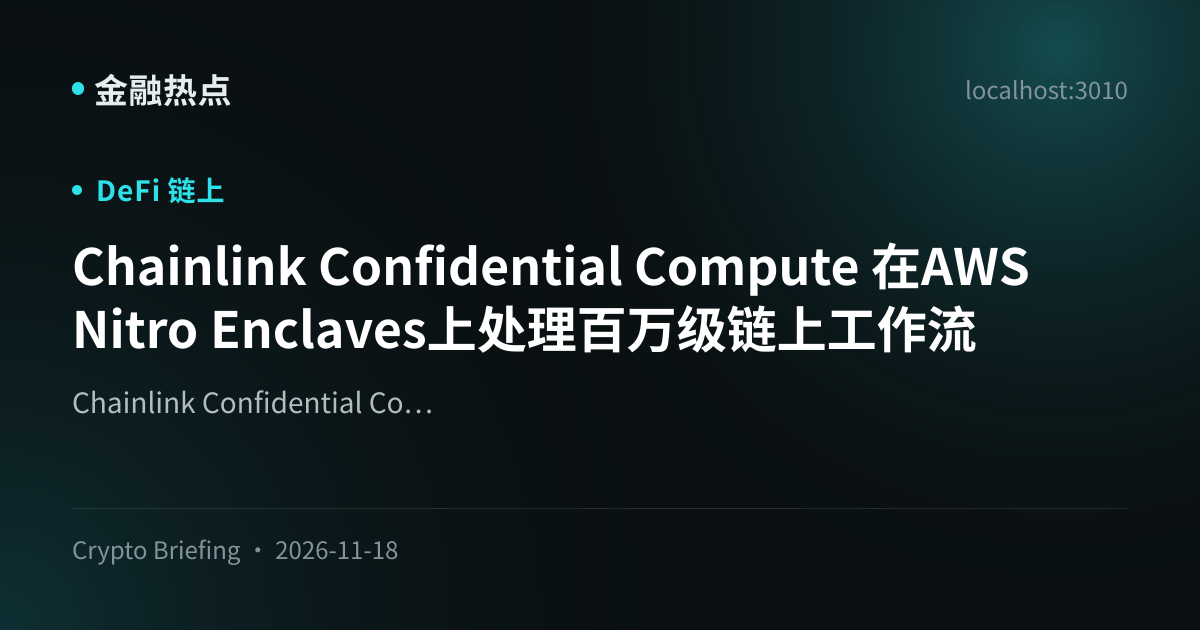 金融热点
localhost:3010
DeFi 链上
Chainlink Confidential Compute 在AWS
Nitro Enclaves上处理百万级链上工作流
Chainlink Confidential Co…
Crypto Briefing · 2026-11-18